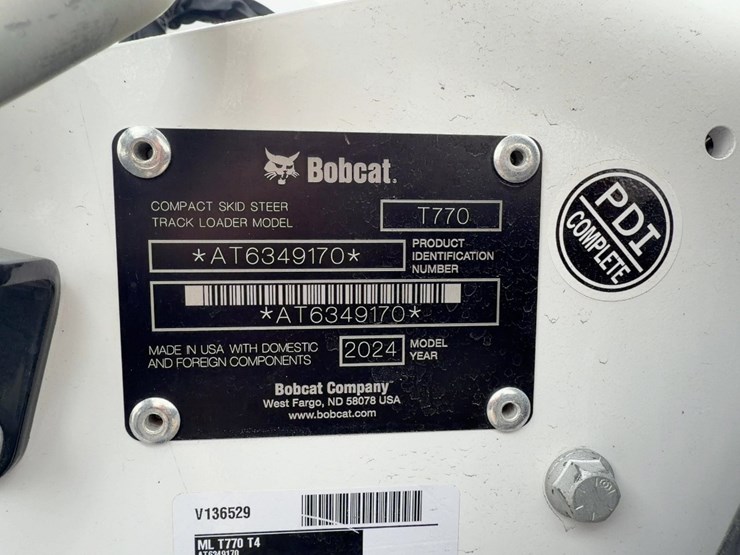 Bobcat.
COMPACT SKID STEER
TRACK LOADER MODEL
T770
*AT6349170*
PRODUCT
IDENTIFICATION
NUMBER
*AT6349170*
MADE IN USA WITH DOMESTIC
AND FOREIGN COMPONENTS
2024
MODEL
YEAR
Bobcat Company™
West Fargo, ND 58078 USA
www.bobcat.com
PDI
COMPLETE
V136529
ML T770 T4
AT6349170